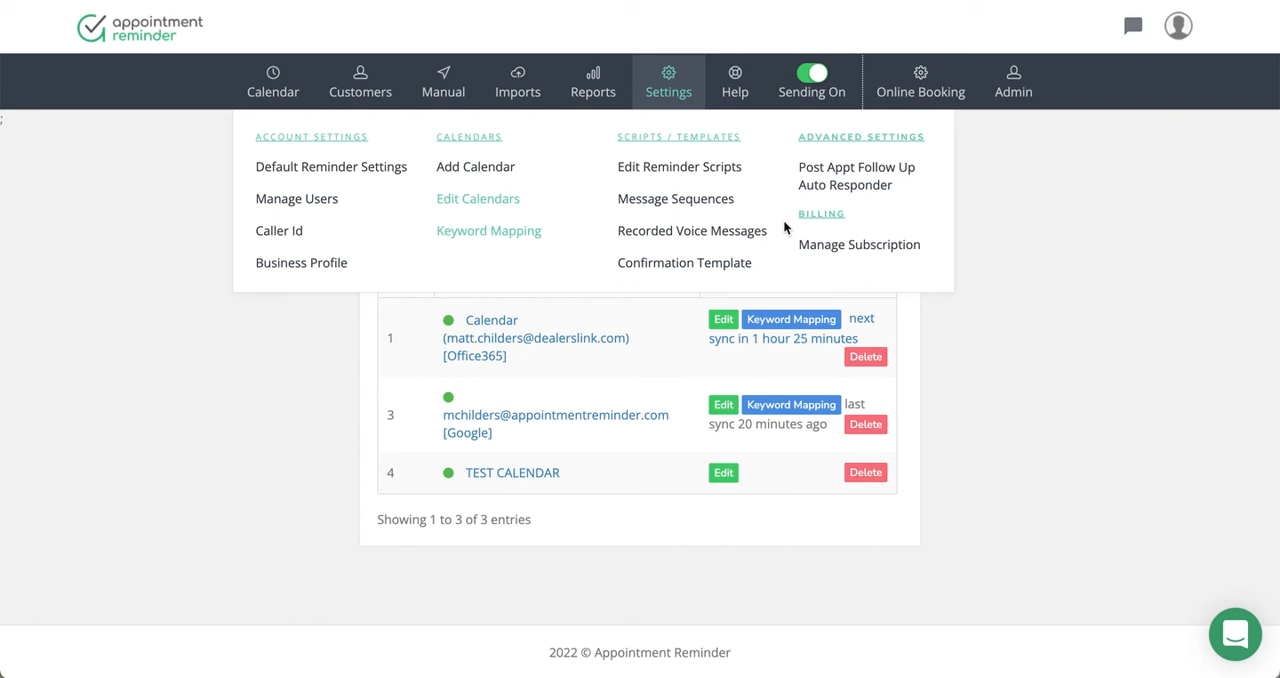 appointment
reminder
Calendar
Customers
Manual
Imports
Reports
Settings
Help
Sending On
Online Booking
Admin
;
ACCOUNT SETTINGS
Default Reminder Settings
Manage Users
Caller Id
Business Profile
CALENDARS
Add Calendar
Edit Calendars
Keyword Mapping
SCRIPTS / TEMPLATES
Edit Reminder Scripts
Message Sequences
Recorded Voice Messages
Confirmation Template
ADVANCED SETTINGS
Post Appt Follow Up
Auto Responder
BILLING
Manage Subscription
1
Calendar
(matt.childers@dealerslink.com)
[Office365]
Edit Keyword Mapping next
sync in 1 hour 25 minutes
Delete
3
mchilders@appointmentreminder.com
[Google]
Edit Keyword Mapping last
sync 20 minutes ago
Delete
4
TEST CALENDAR
Edit
Delete
Showing 1 to 3 of 3 entries
2022 © Appointment Reminder